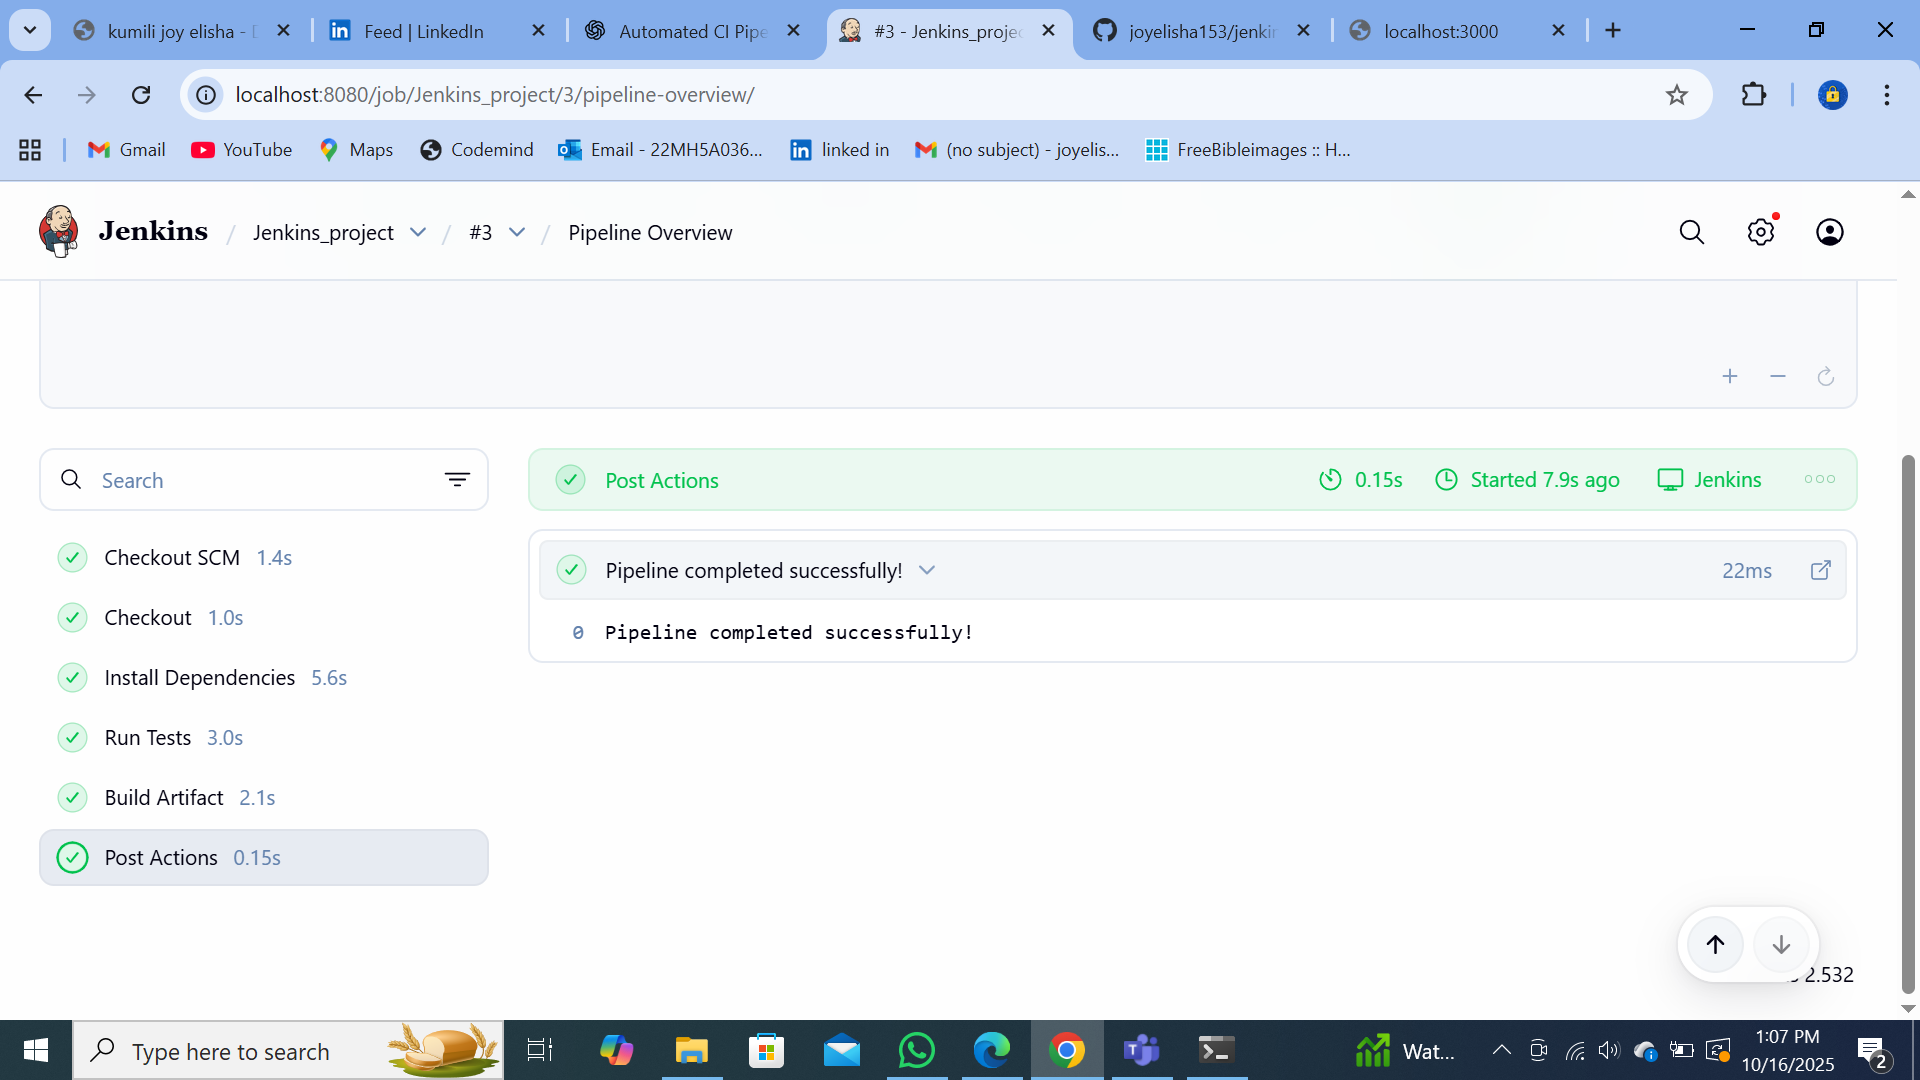 kumili joy elisha -
Feed | LinkedIn
Automated CI Pipe
#3 - Jenkins_projec
joyelisha153/jenkin
localhost:3000
localhost:8080/job/Jenkins_project/3/pipeline-overview/
Gmail
YouTube
Maps
Codemind
Email - 22MH5A036...
linked in
(no subject) - joyelis...
FreeBibleimages :: H...
Jenkins / Jenkins_project / #3 / Pipeline Overview
Search
Checkout SCM 1.4s
Checkout 1.0s
Install Dependencies 5.6s
Run Tests 3.0s
Build Artifact 2.1s
Post Actions 0.15s
Post Actions 0.15s Started 7.9s ago Jenkins
Pipeline completed successfully! 22ms
0 Pipeline completed successfully!
2.532
Type here to search
Wat...
1:07 PM
10/16/2025
2